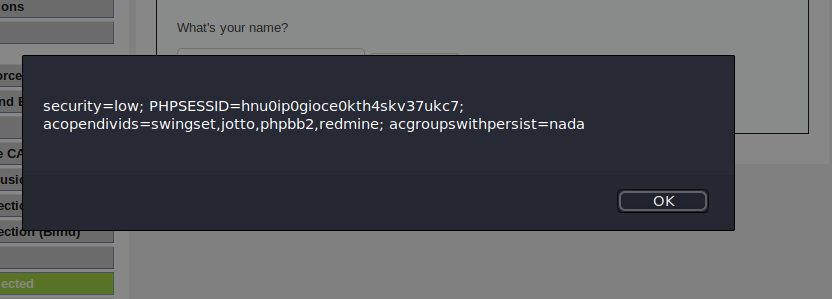 ons
What's your name?
orce
nd B
security=low; PHPSESSID=hnu0ip0gioce0kth4skv37ukc7;
acopendivids=swingset,jotto,phpbb2,redmine; acgroupswithpersist=nada
e CA
usio
ectio
OK
ection (Blind)
ected